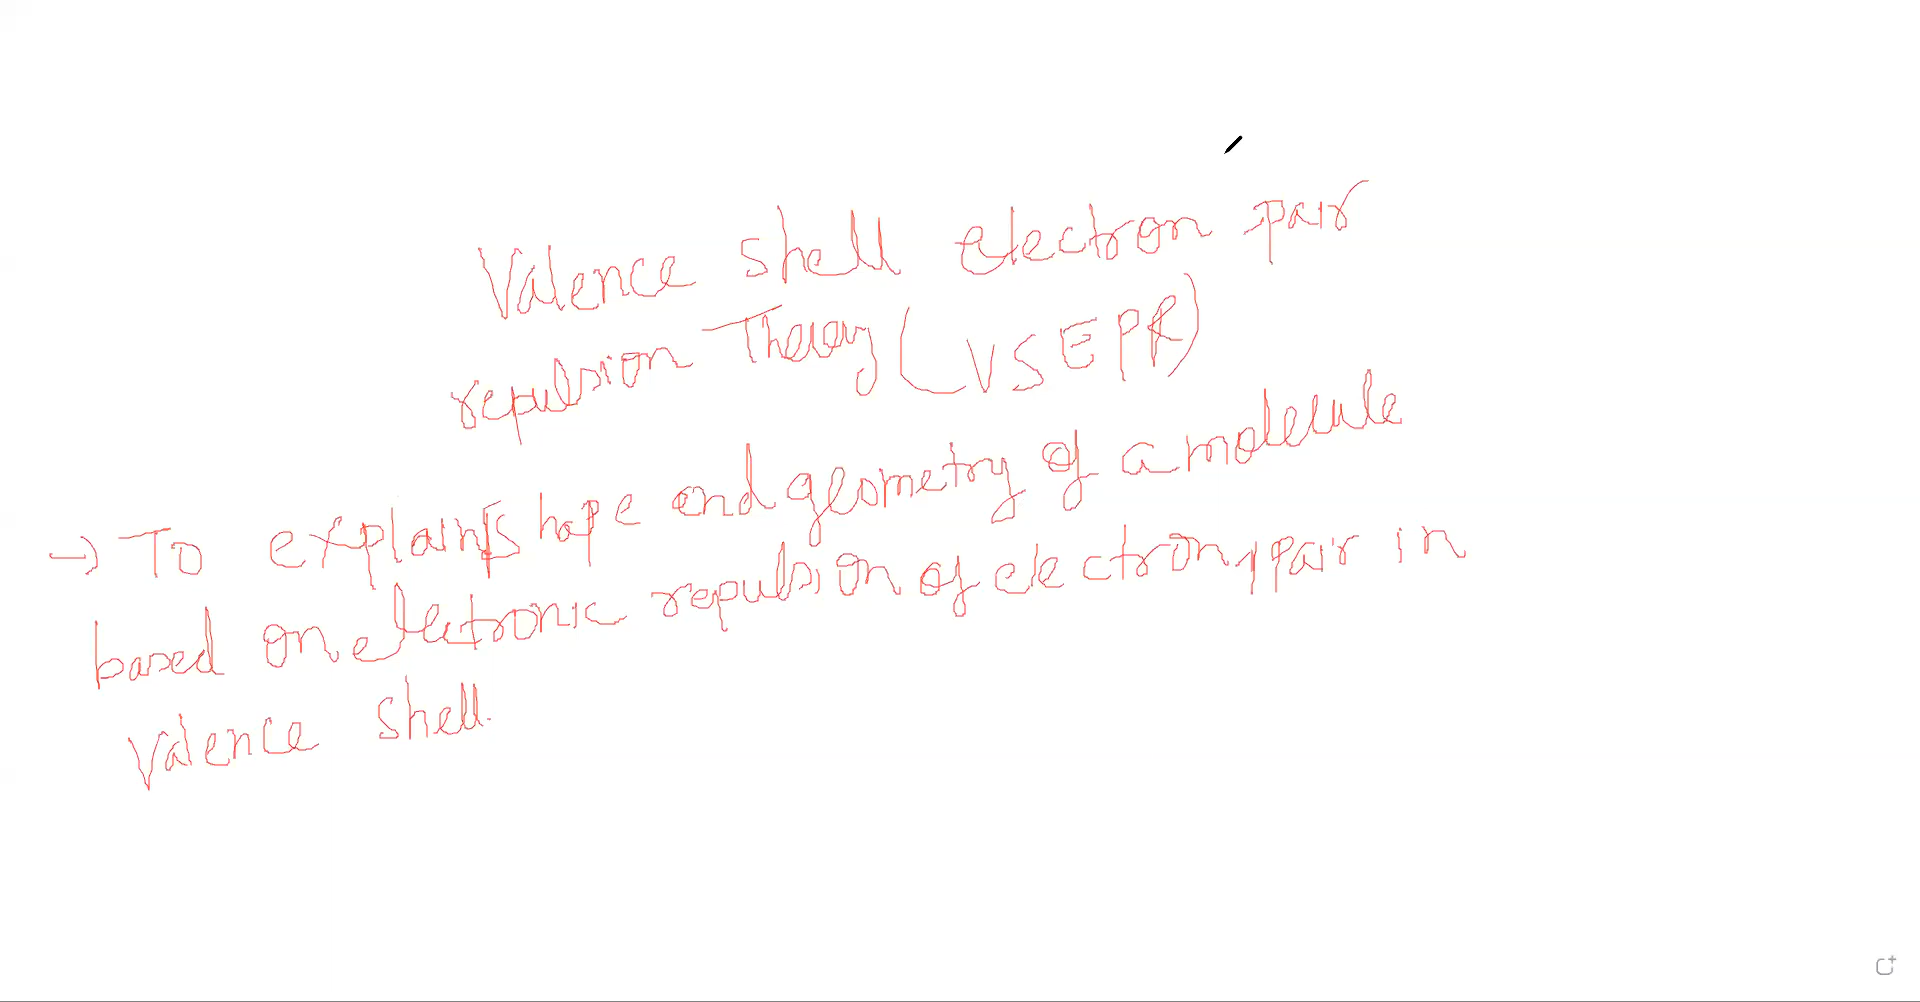 Valence shell electron pair
repulsion Theory (VSEPR)
→ To explain shape and geometry of a molecule
based on electronic repulsion of electron pair in
Valence shell.